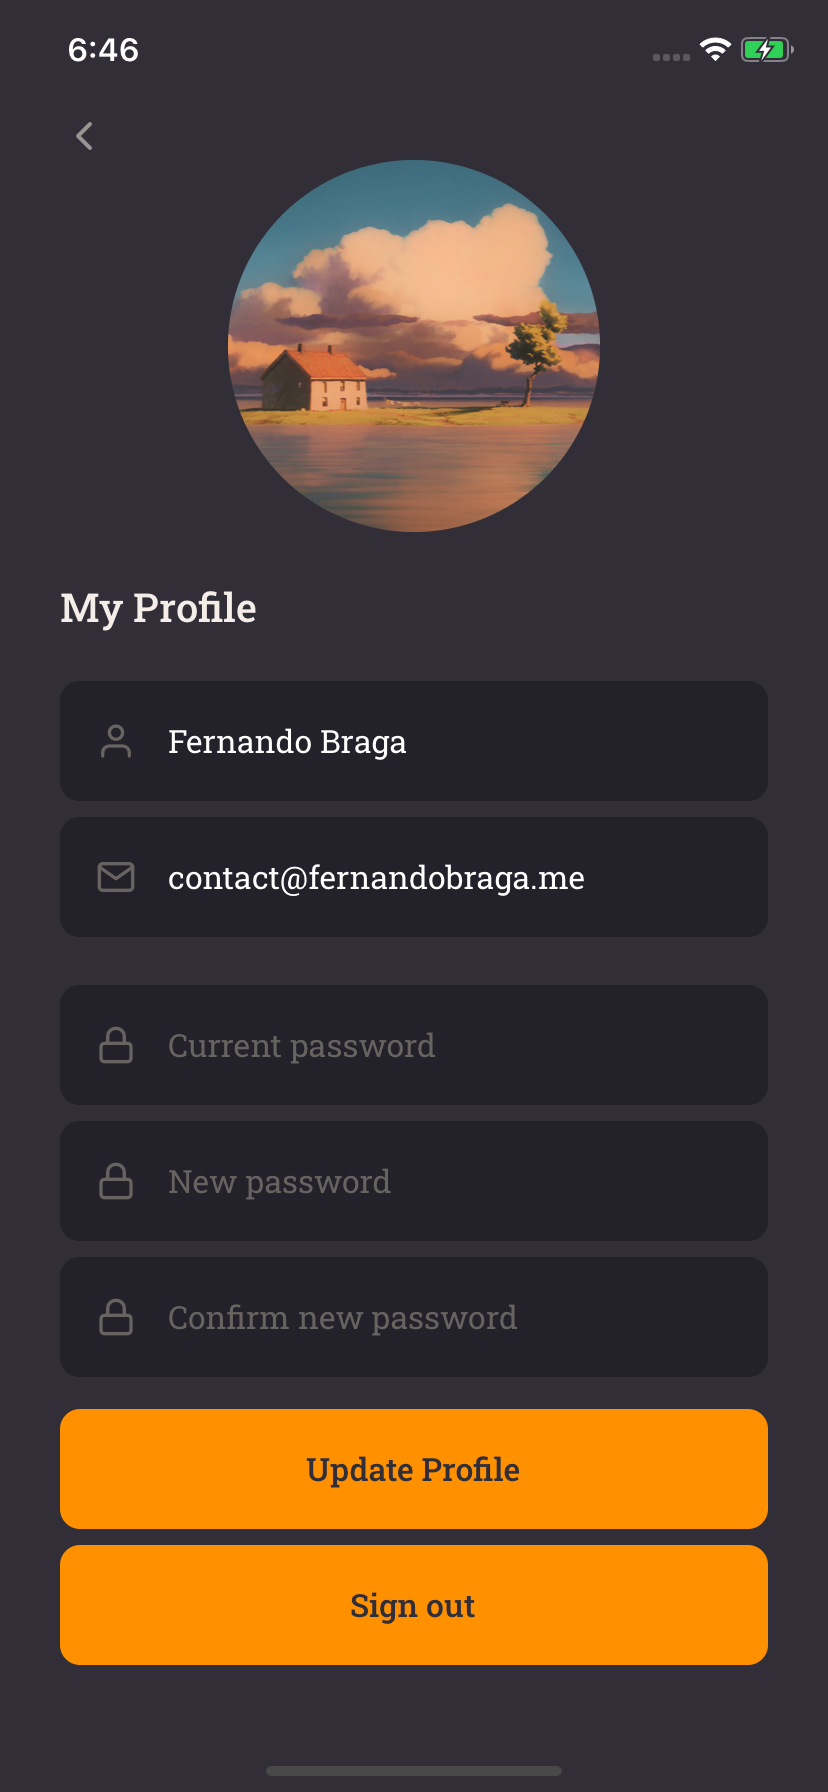 6:46
My Profile
Fernando Braga
contact@fernandobraga.me
Current password
New password
Confirm new password
Update Profile
Sign out